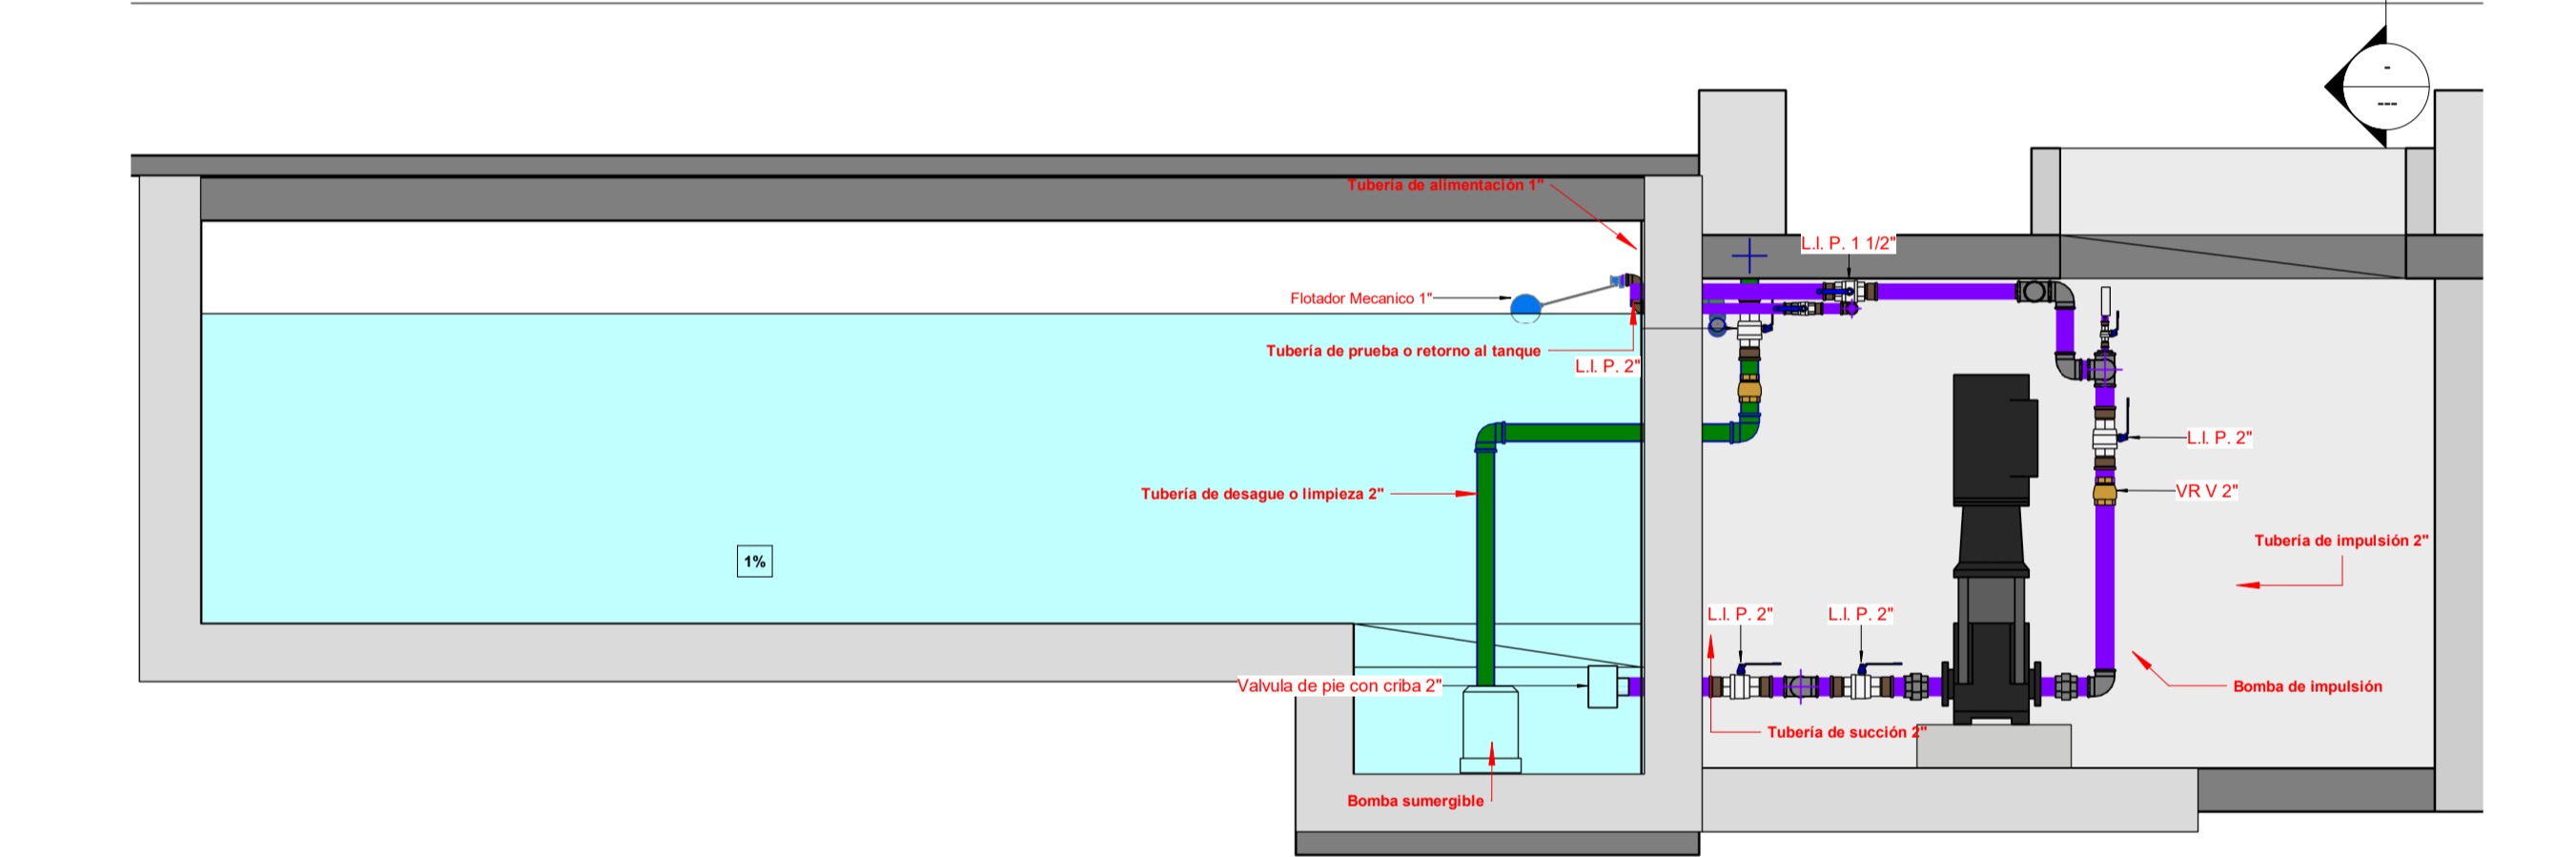 -
---
Tubería de alimentación 1"
L.I. P. 1 1/2"
Flotador Mecanico 1"
Tubería de prueba o retorno al tanque
L.I. P. 2"
L.I. P. 2"
Tubería de desague o limpieza 2"
VR V 2"
Tubería de impulsión 2"
1%
L.I. P. 2"
L.I. P. 2"
Valvula de pie con criba 2"
Bomba de impulsión
Tubería de succión 2"
Bomba sumergible